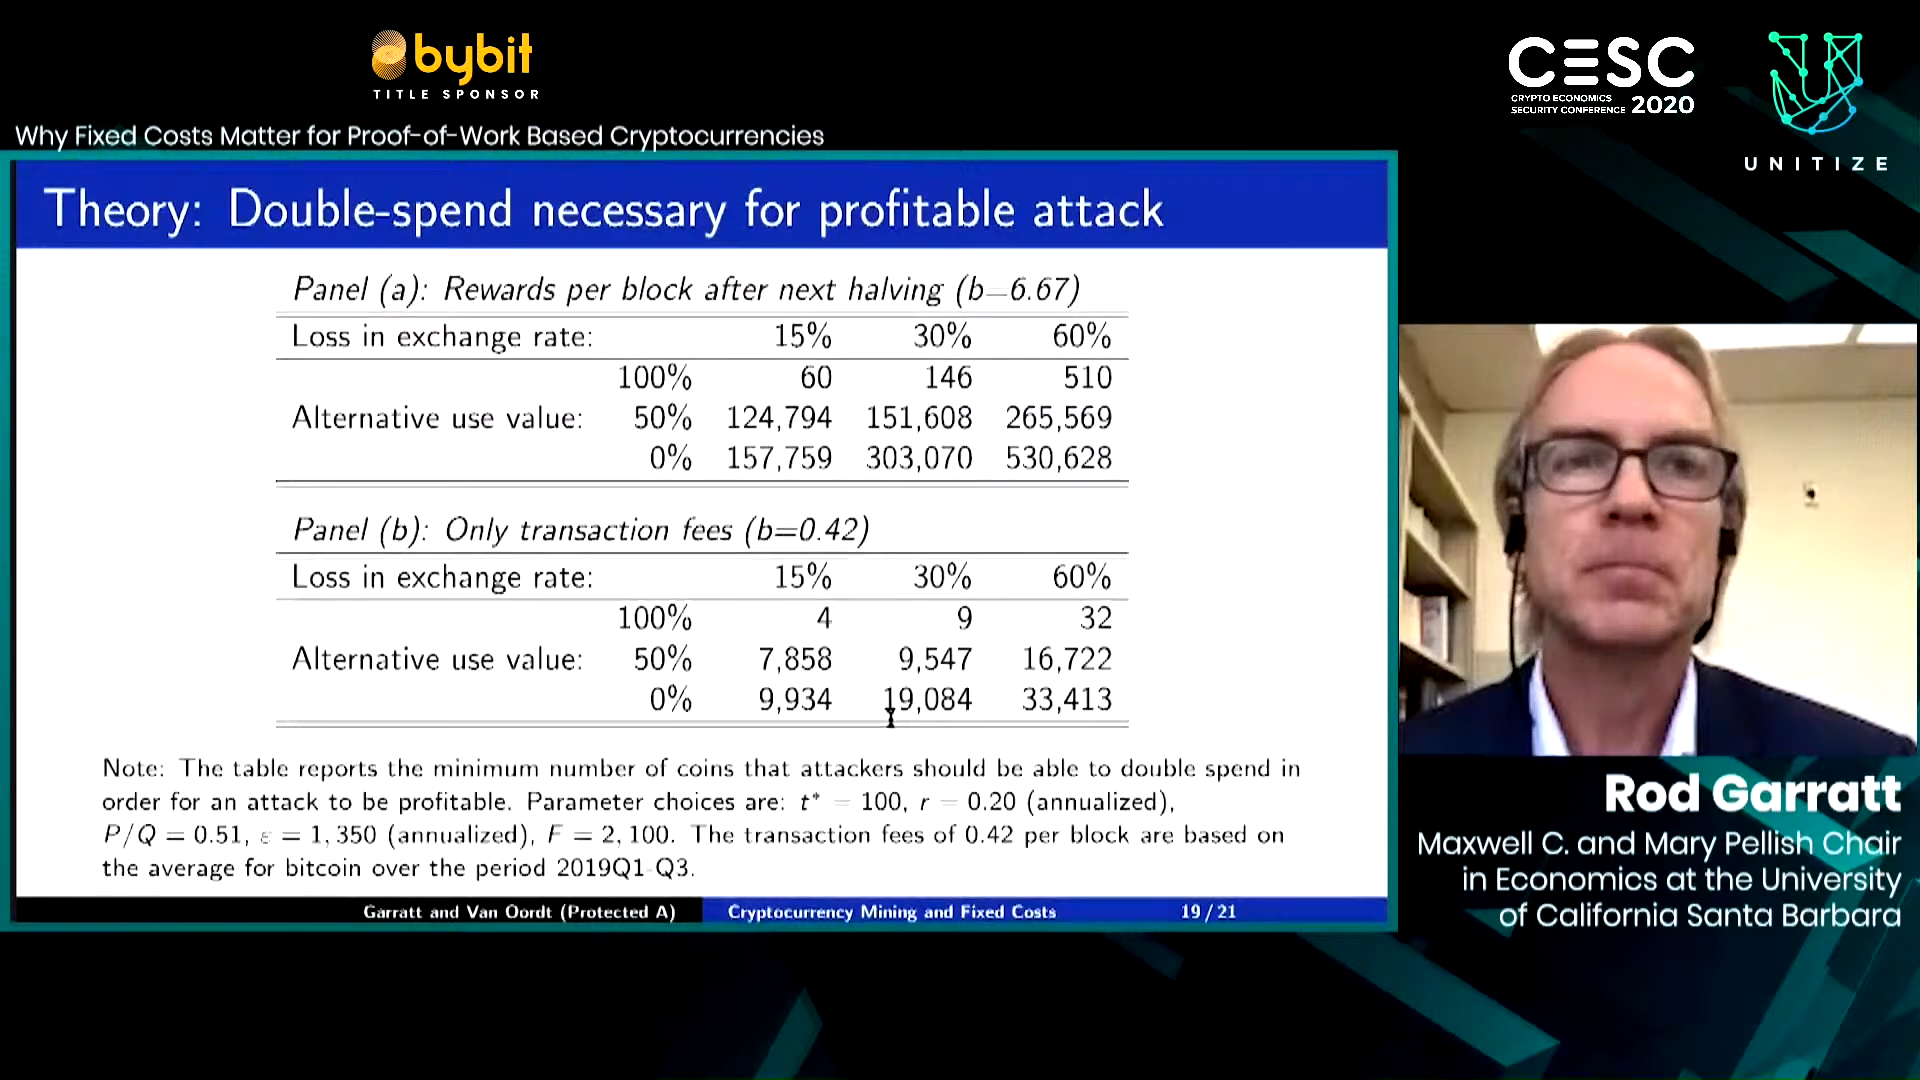 bybit
TITLE SPONSOR
CESC
CRYPTO ECONOMICS
SECURITY CONFERENCE 2020
UNITIZE
Why Fixed Costs Matter for Proof-of-Work Based Cryptocurrencies
Theory: Double-spend necessary for profitable attack
Panel (a): Rewards per block after next halving (b=6.67)
Loss in exchange rate: 15% 30% 60%
100% 60 146 510
Alternative use value: 50% 124,794 151,608 265,569
0% 157,759 303,070 530,628
Panel (b): Only transaction fees (b=0.42)
Loss in exchange rate: 15% 30% 60%
100% 4 9 32
Alternative use value: 50% 7,858 9,547 16,722
0% 9,934 19,084 33,413
Note: The table reports the minimum number of coins that attackers should be able to double spend in
order for an attack to be profitable. Parameter choices are: t* = 100, r = 0.20 (annualized),
P/Q = 0.51, ε = 1,350 (annualized), F = 2,100. The transaction fees of 0.42 per block are based on
the average for bitcoin over the period 2019Q1-Q3.
Garratt and Van Oordt (Protected A) Cryptocurrency Mining and Fixed Costs 19 / 21
Rod Garratt
Maxwell C. and Mary Pellish Chair
in Economics at the University
of California Santa Barbara